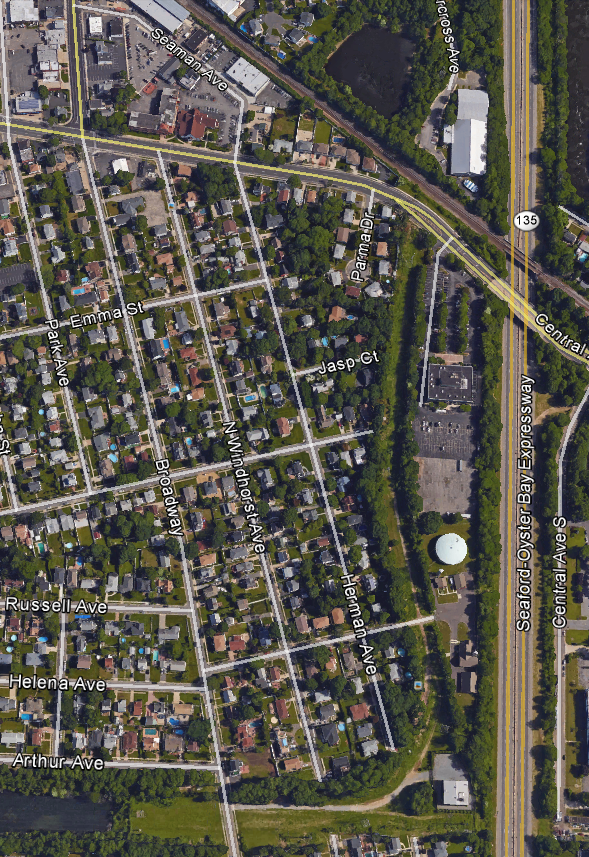 Seaman Ave
rcross Ave
135
Parma Dr
Emma St
Central
Park Ave
Jasp Ct
N Windhorst Ave
Broadway
Seaford-Oyster Bay Expressway
Central Ave S
Herman Ave
Russell Ave
Helena Ave
Arthur Ave